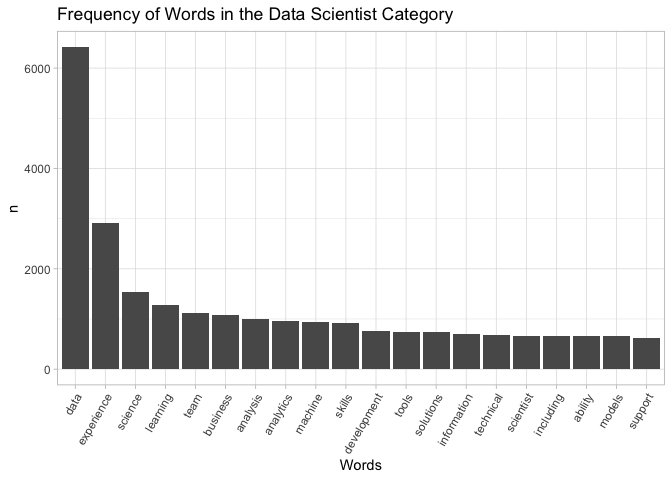 Frequency of Words in the Data Scientist Category
n
6000
4000
2000
0
data
experience
science
learning
team
business
analysis
analytics
machine
skills
development
tools
solutions
information
technical
scientist
including
ability
models
support
Words